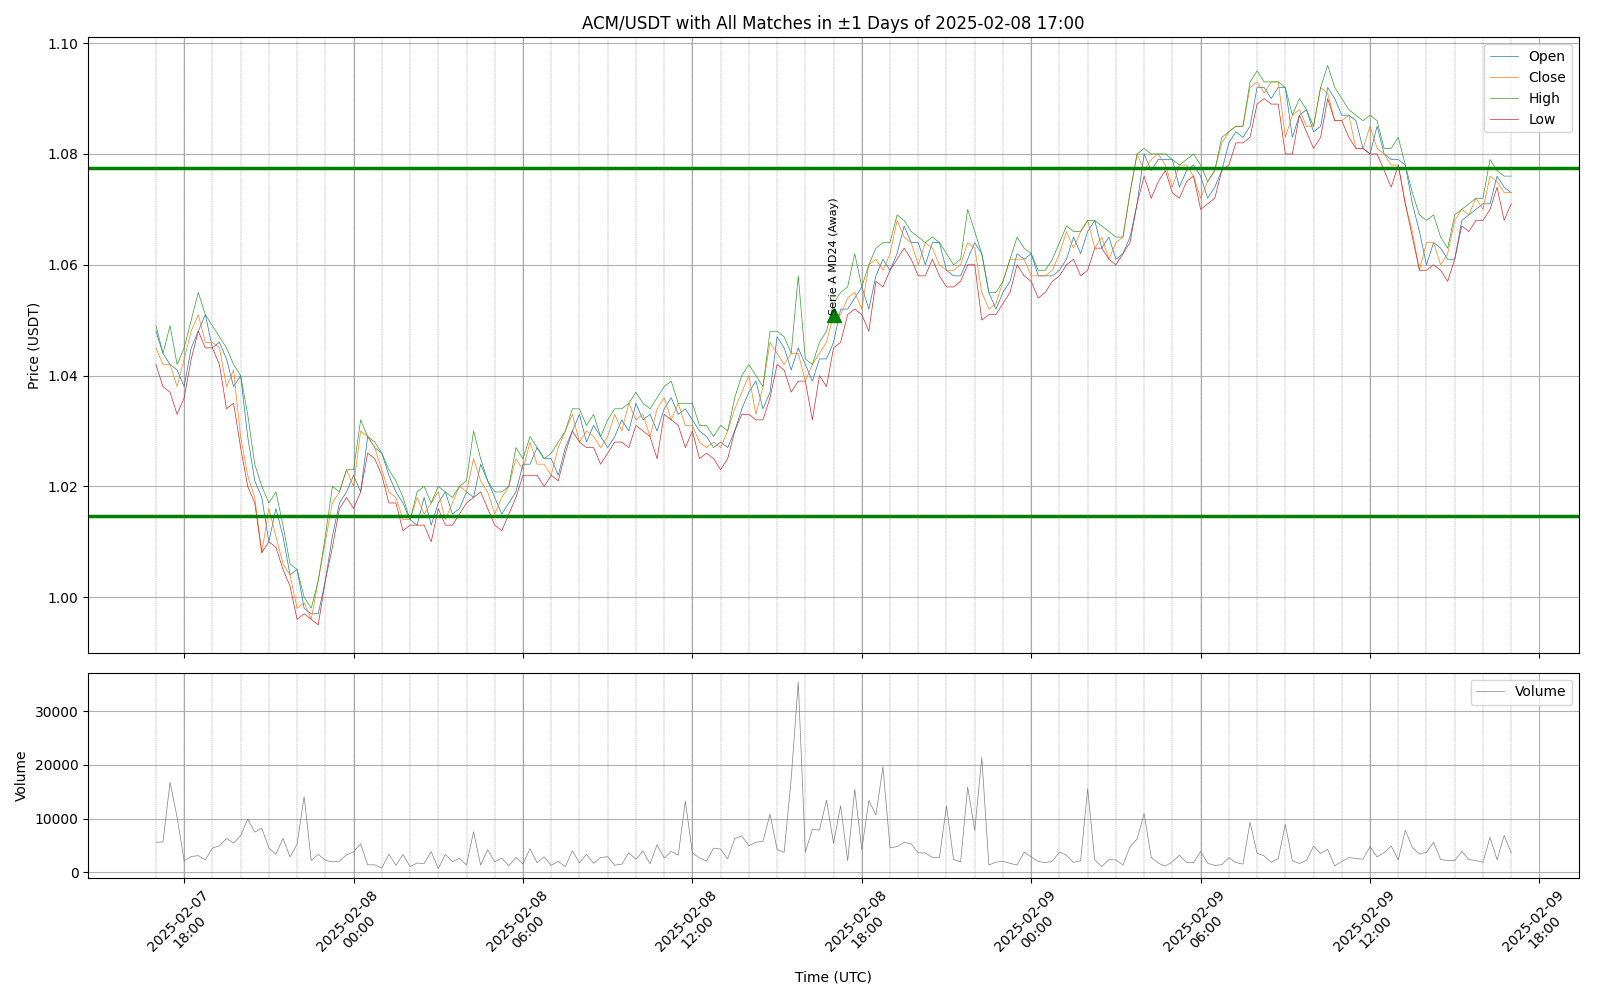 ACM/USDT with All Matches in ±1 Days of 2025-02-08 17:00
1.10
1.08
1.06
1.04
1.02
1.00
Price (USDT)
Open
Close
High
Low
Serie A MD24 (Away)
30000
20000
10000
0
Volume
Volume
2025-02-07
18:00
2025-02-08
00:00
2025-02-08
06:00
2025-02-08
12:00
2025-02-08
18:00
2025-02-09
00:00
2025-02-09
06:00
2025-02-09
12:00
2025-02-09
18:00
Time (UTC)